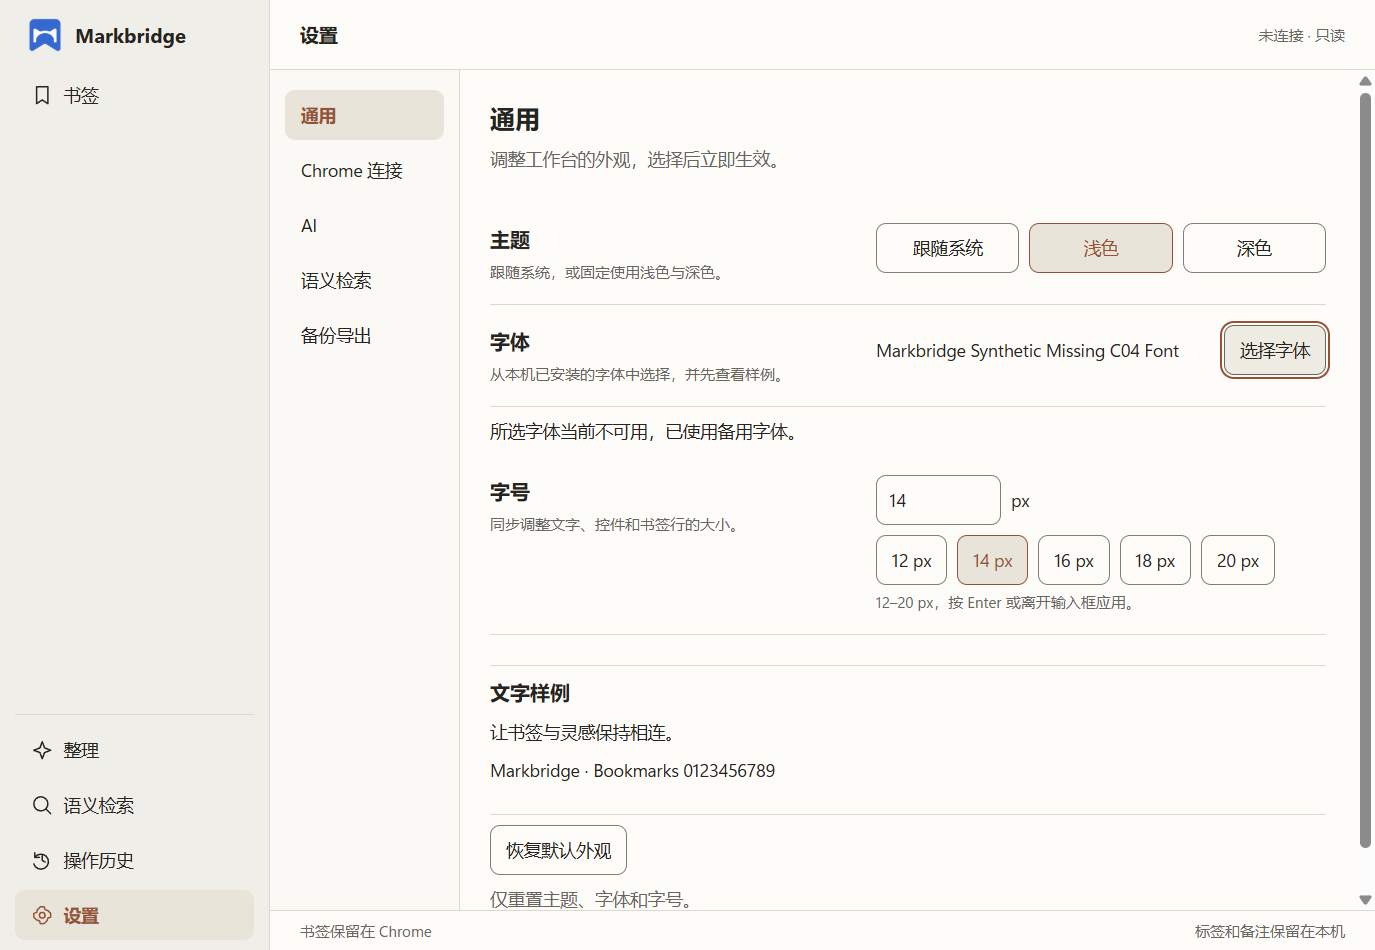 Markbridge
书签
整理
语义检索
操作历史
设置
设置
未连接 · 只读
通用
Chrome 连接
AI
语义检索
备份导出
通用
调整工作台的外观，选择后立即生效。
主题
跟随系统，或固定使用浅色与深色。
跟随系统
浅色
深色
字体
从本机已安装的字体中选择，并先查看样例。
Markbridge Synthetic Missing C04 Font
选择字体
所选字体当前不可用，已使用备用字体。
字号
同步调整文字、控件和书签行的大小。
14 px
12 px
14 px
16 px
18 px
20 px
12–20 px，按 Enter 或离开输入框应用。
文字样例
让书签与灵感保持相连。
Markbridge · Bookmarks 0123456789
恢复默认外观
仅重置主题、字体和字号。
书签保留在 Chrome
标签和备注保留在本机